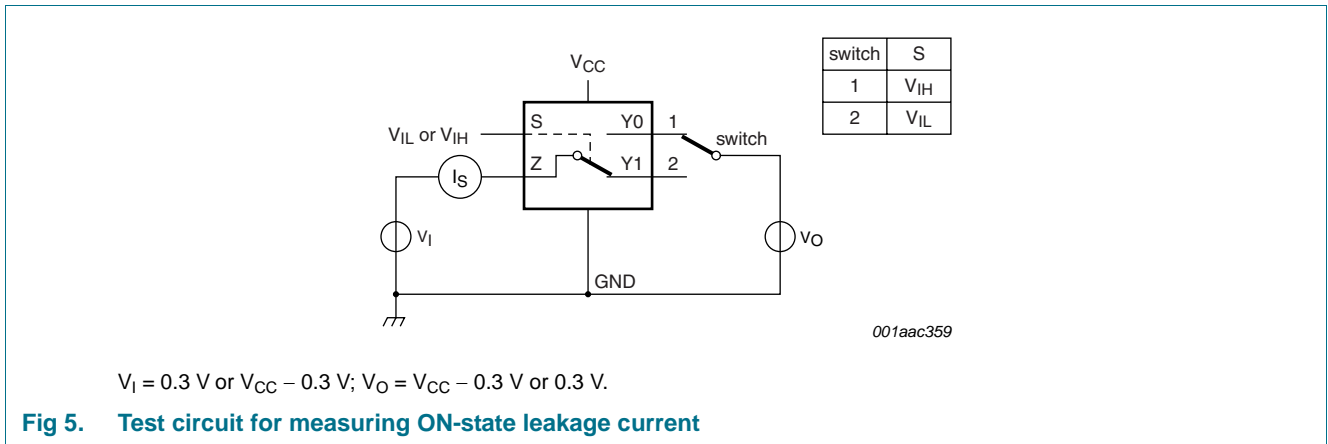 switch S
1 VIH
2 VIL
VCC
S Y0 1
VIL or VIH
switch
Z Y1 2
IS
VI
VO
GND
001aac359
VI = 0.3 V or VCC − 0.3 V; VO = VCC − 0.3 V or 0.3 V.
Fig 5. Test circuit for measuring ON-state leakage current